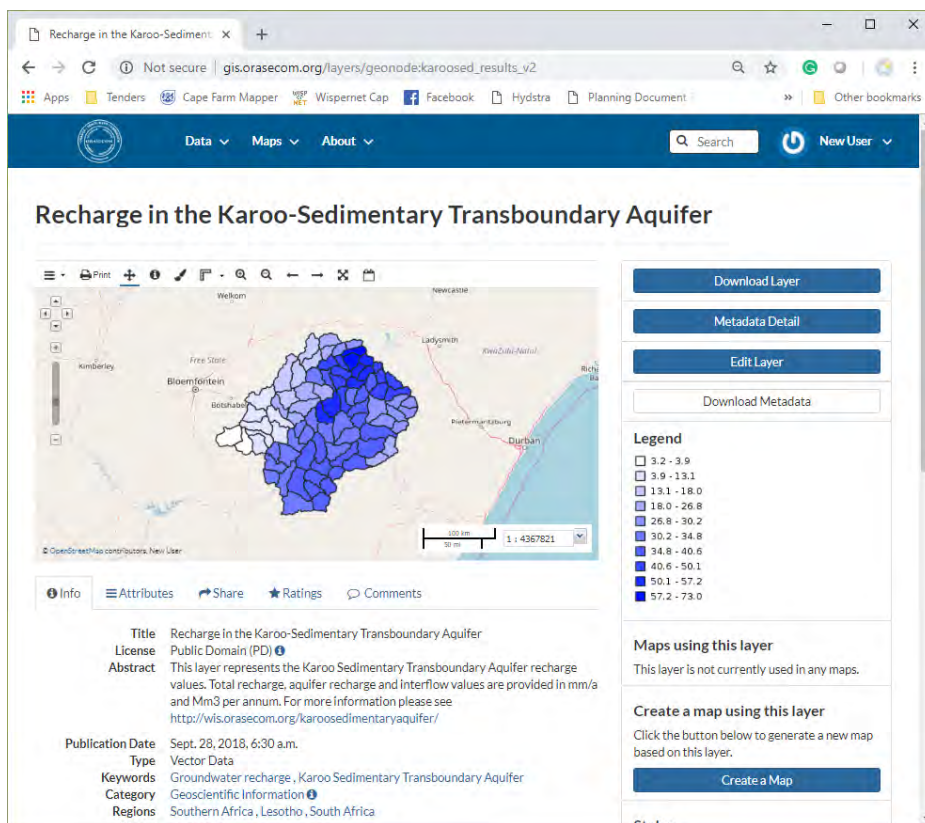 Recharge in the Karoo-Sediment
Not secure | gis.orasecom.org/layers/geonode:karoosed_results_v2
Apps Tenders Cape Farm Mapper WISP NET Wispernet Cap Facebook Hydstra Planning Document » Other bookmarks
Data Maps About Search New User
Recharge in the Karoo-Sedimentary Transboundary Aquifer
Print
Welkom
Newcastle
Ladysmith
Kimberley
Free State
KwaZulu-Natal
Bloemfontein
Botshabe
Pietermaritzburg
Durban
100 km
50 mi
1 : 4367821
© OpenStreetMap contributors, New User
Download Layer
Metadata Detail
Edit Layer
Download Metadata
Legend
3.2 - 3.9
3.9 - 13.1
13.1 - 18.0
18.0 - 26.8
26.8 - 30.2
30.2 - 34.8
34.8 - 40.6
40.6 - 50.1
50.1 - 57.2
57.2 - 73.0
Info Attributes Share Ratings Comments
Title Recharge in the Karoo-Sedimentary Transboundary Aquifer
License Public Domain (PD)
Abstract This layer represents the Karoo Sedimentary Transboundary Aquifer recharge
values. Total recharge, aquifer recharge and interflow values are provided in mm/a
and Mm3 per annum. For more information please see
http://wis.orasecom.org/karoosedimentaryaquifer/
Publication Date Sept. 28, 2018, 6:30 a.m.
Type Vector Data
Keywords Groundwater recharge , Karoo Sedimentary Transboundary Aquifer
Category Geoscientific Information
Regions Southern Africa , Lesotho , South Africa
Maps using this layer
This layer is not currently used in any maps.
Create a map using this layer
Click the button below to generate a new map
based on this layer.
Create a Map